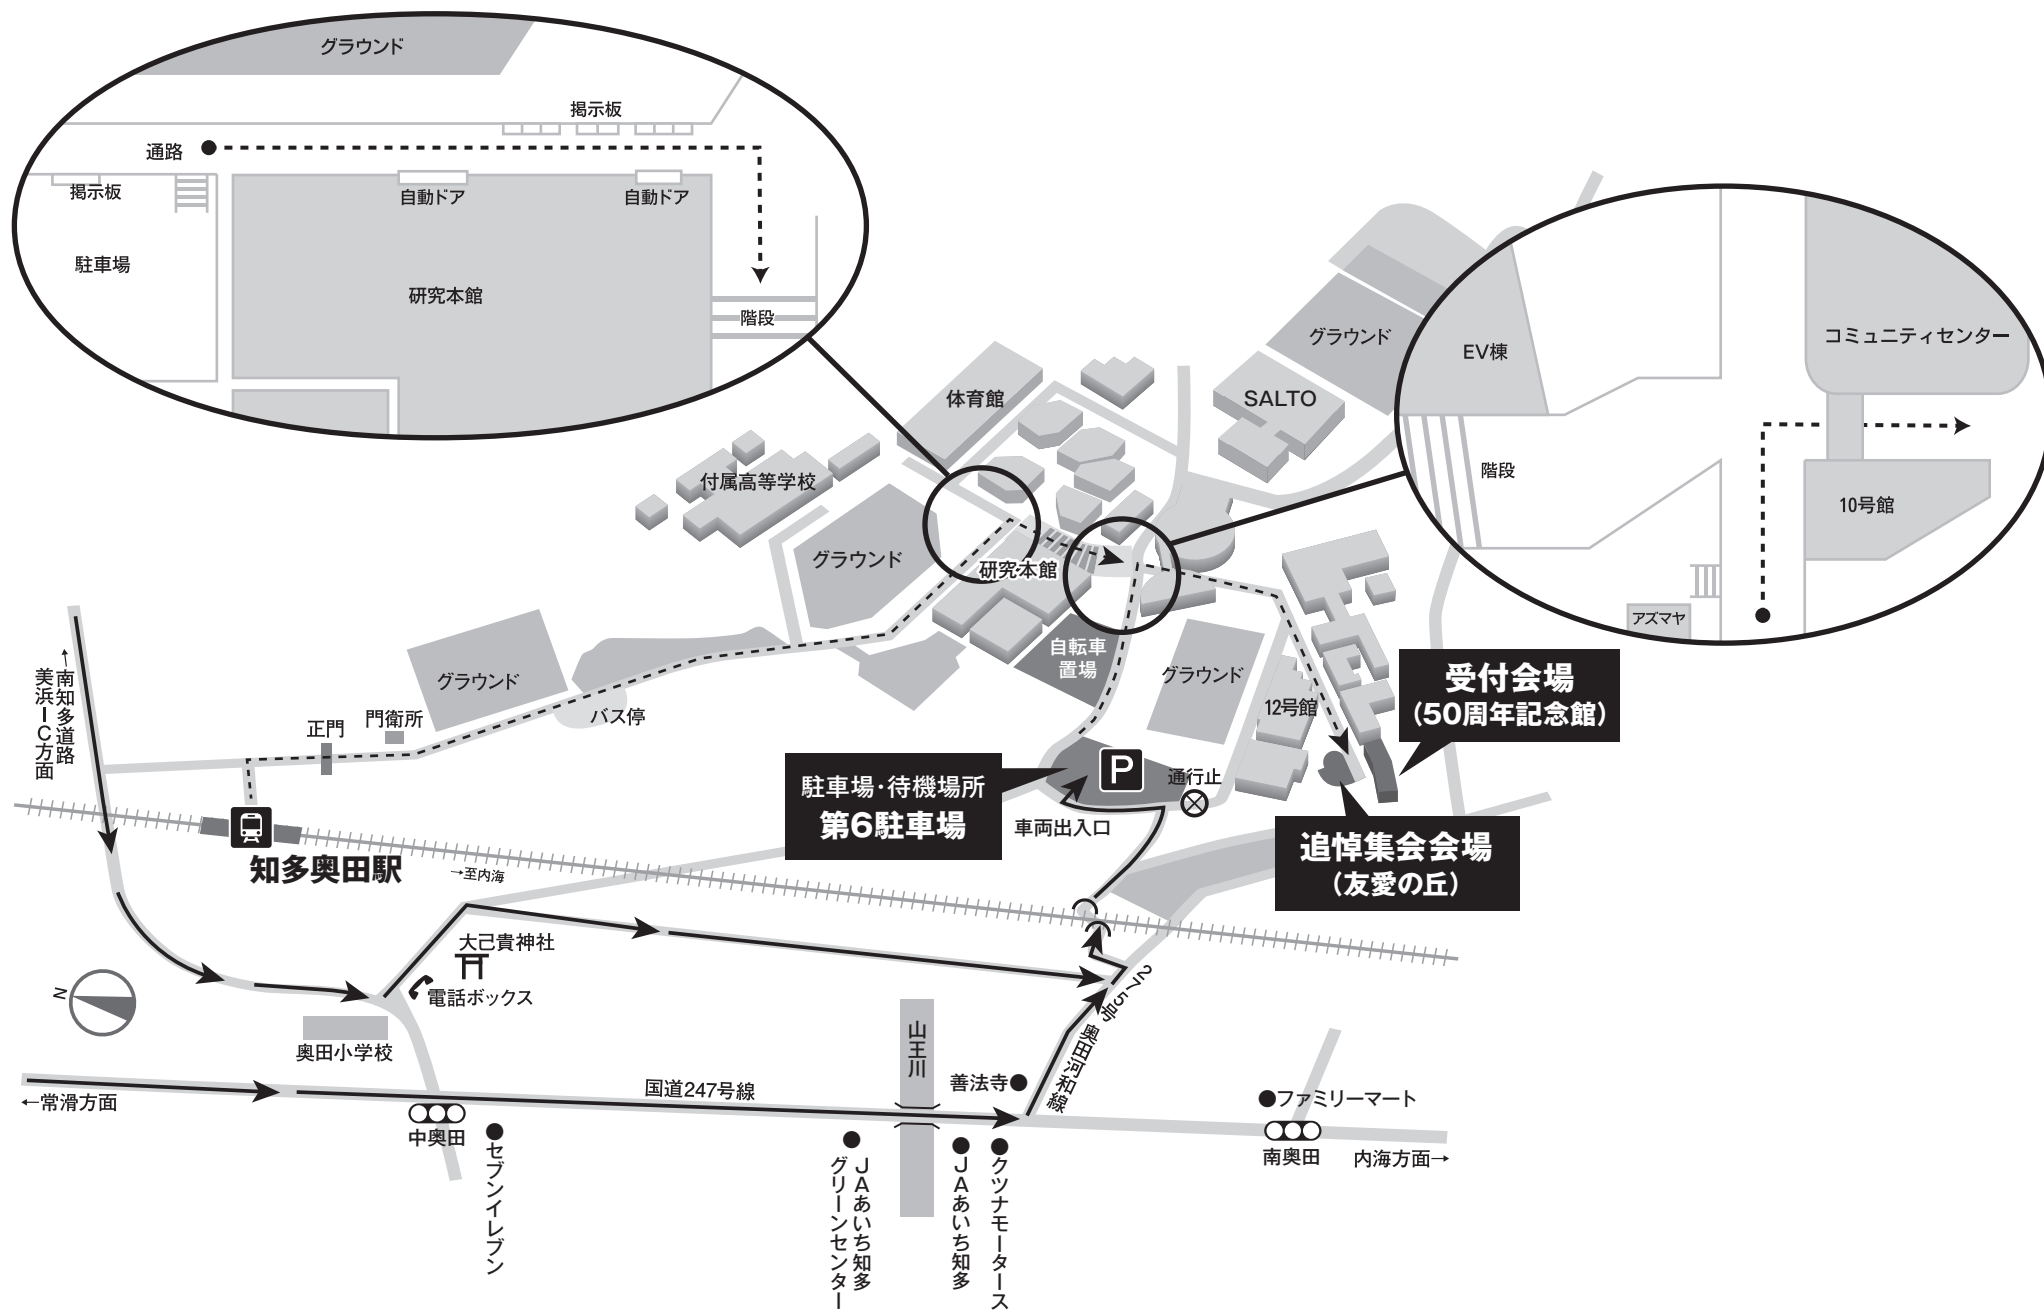 グラウンド
掲示板
通路
掲示板
自動ドア
自動ドア
駐車場
研究本館
階段
グラウンド
EV棟
コミュニティセンター
階段
10号館
アズマヤ
体育館
SALTO
付属高等学校
グラウンド
研究本館
自転車
置場
グラウンド
12号館
受付会場
(50周年記念館)
↑南知多道路
美浜IC方面
グラウンド
バス停
正門
門衛所
駐車場・待機場所
第6駐車場
P
通行止
車両出入口
追悼集会会場
(友愛の丘)
知多奥田駅
→至内海
大己貴神社
電話ボックス
N
奥田小学校
275号 奥田河和線
山王川
善法寺
国道247号線
←常滑方面
中奥田
セブンイレブン
JAあいち知多
グリーンセンター
JAあいち知多
クツナモータース
ファミリーマート
南奥田
内海方面→